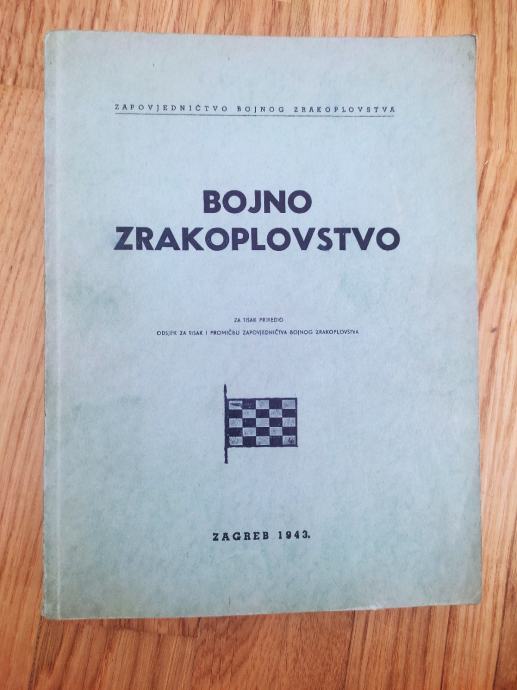 ZAPOVJEDNIČTVO BOJNOG ZRAKOPLOVSTVA
BOJNO
ZRAKOPLOVSTVO
ZA TISAK PRIREDIO
ODSJEK ZA TISAK I PROMIČBU ZAPOVJEDNIČTVA BOJNOG ZRAKOPLOVSTVA
ZAGREB 1943.